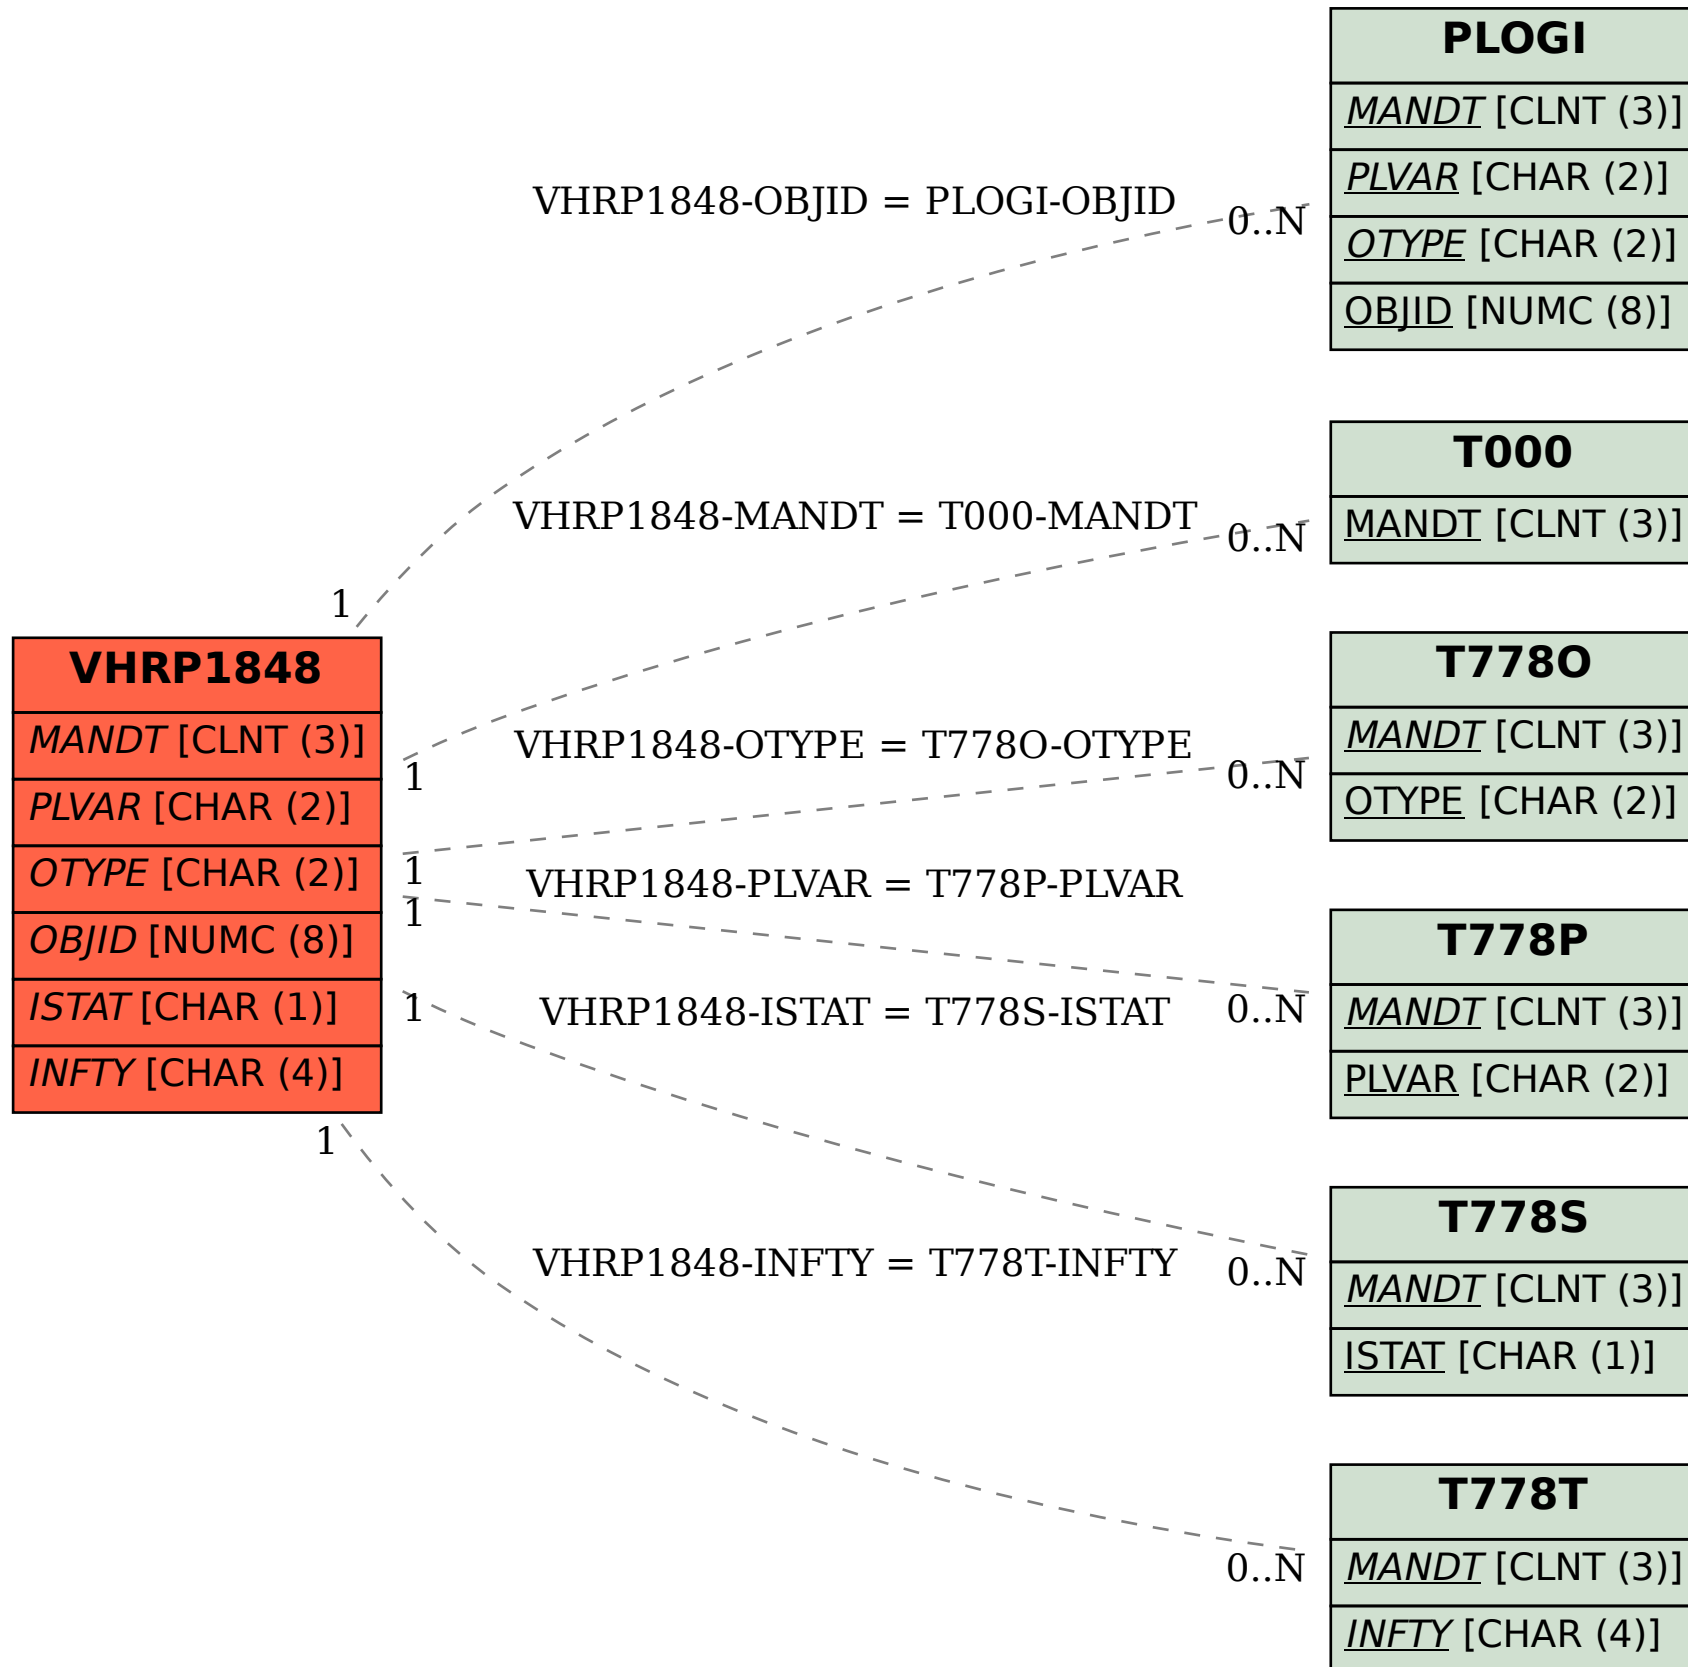 PLOGI
MANDT [CLNT (3)]
PLVAR [CHAR (2)]
OTYPE [CHAR (2)]
OBJID [NUMC (8)]
VHRP1848-OBJID = PLOGI-OBJID
0..N
1
T000
MANDT [CLNT (3)]
VHRP1848-MANDT = T000-MANDT
0..N
1
VHRP1848
MANDT [CLNT (3)]
PLVAR [CHAR (2)]
OTYPE [CHAR (2)]
OBJID [NUMC (8)]
ISTAT [CHAR (1)]
INFTY [CHAR (4)]
T778O
MANDT [CLNT (3)]
OTYPE [CHAR (2)]
VHRP1848-OTYPE = T778O-OTYPE
0..N
1
VHRP1848-PLVAR = T778P-PLVAR
1
0..N
T778P
MANDT [CLNT (3)]
PLVAR [CHAR (2)]
VHRP1848-ISTAT = T778S-ISTAT
1
0..N
T778S
MANDT [CLNT (3)]
ISTAT [CHAR (1)]
VHRP1848-INFTY = T778T-INFTY
1
0..N
T778T
MANDT [CLNT (3)]
INFTY [CHAR (4)]